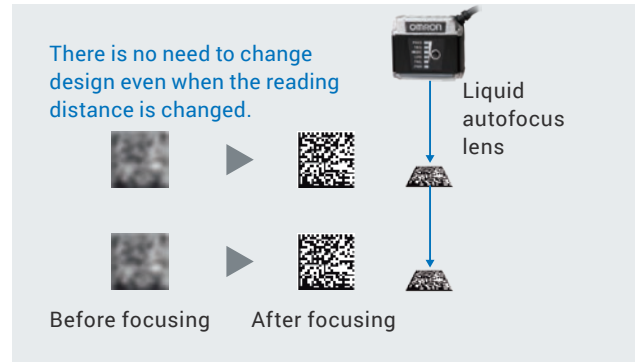 There is no need to change
design even when the reading
distance is changed.
OMRON
Liquid
autofocus
lens
Before focusing
After focusing